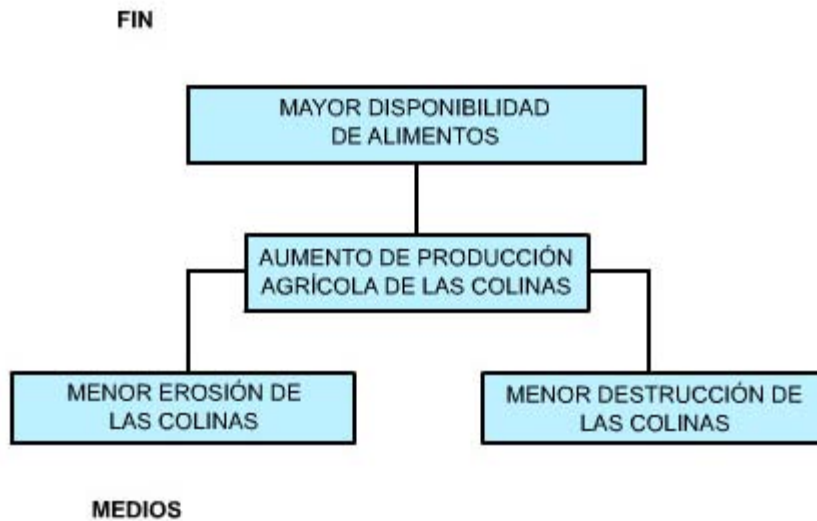 FIN
MAYOR DISPONIBILIDAD
DE ALIMENTOS
AUMENTO DE PRODUCCIÓN
AGRÍCOLA DE LAS COLINAS
MENOR EROSIÓN DE
LAS COLINAS
MENOR DESTRUCCIÓN DE
LAS COLINAS
MEDIOS